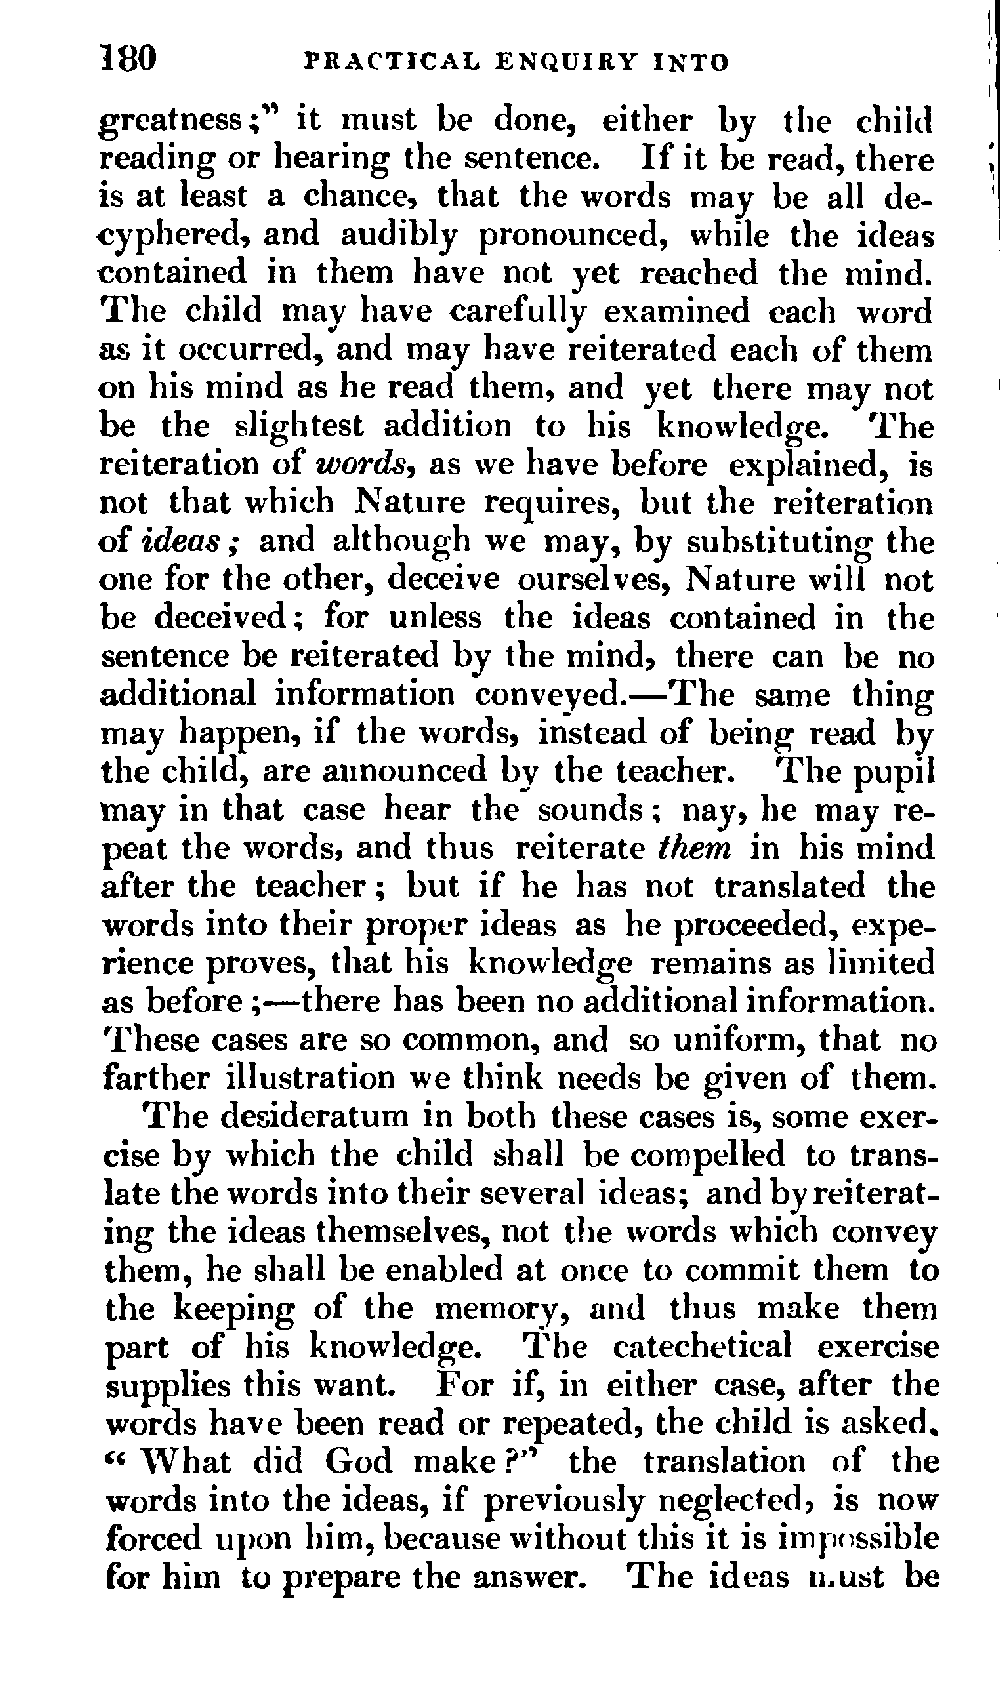 180 PRACTICAL ENQUIRY INTO
greatness;" it must be done, either by the child
reading or hearing the sentence. If it be read, there
is at least a chance, that the words may be all de-
cyphered, and audibly pronounced, while the ideas
contained in them have not yet reached the mind.
The child may have carefully examined each word
as it occurred, and may have reiterated each of them
on his mind as he read them, and yet there may not
be the slightest addition to his knowledge. The
reiteration of words, as we have before explained, is
not that which Nature requires, but the reiteration
of ideas; and although we may, by substituting the
one for the other, deceive ourselves, Nature will not
be deceived; for unless the ideas contained in the
sentence be reiterated by the mind, there can be no
additional information conveyed.—The same thing
may happen, if the words, instead of being read by
the child, are announced by the teacher. The pupil
may in that case hear the sounds; nay, he may re-
peat the words, and thus reiterate them in his mind
after the teacher; but if he has not translated the
words into their proper ideas as he proceeded, expe-
rience proves, that his knowledge remains as limited
as before;—there has been no additional information.
These cases are so common, and so uniform, that no
farther illustration we think needs be given of them.
The desideratum in both these cases is, some exer-
cise by which the child shall be compelled to trans-
late the words into their several ideas; and by reiterat-
ing the ideas themselves, not the words which convey
them, he shall be enabled at once to commit them to
the keeping of the memory, and thus make them
part of his knowledge. The catechetical exercise
supplies this want. For if, in either case, after the
words have been read or repeated, the child is asked.
"What did God make?" the translation of the
words into the ideas, if previously neglected, is now
forced upon him, because without this it is impossible
for him to prepare the answer. The ideas must be